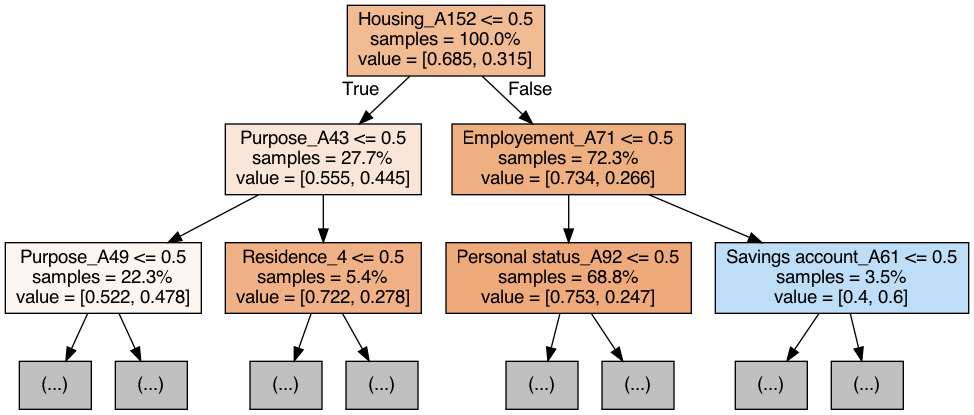 Housing_A152 <= 0.5
samples = 100.0%
value = [0.685, 0.315]
True
False
Purpose_A43 <= 0.5
samples = 27.7%
value = [0.555, 0.445]
Employement_A71 <= 0.5
samples = 72.3%
value = [0.734, 0.266]
Purpose_A49 <= 0.5
samples = 22.3%
value = [0.522, 0.478]
Residence_4 <= 0.5
samples = 5.4%
value = [0.722, 0.278]
Personal status_A92 <= 0.5
samples = 68.8%
value = [0.753, 0.247]
Savings account_A61 <= 0.5
samples = 3.5%
value = [0.4, 0.6]
(...)
(...)
(...)
(...)
(...)
(...)
(...)
(...)